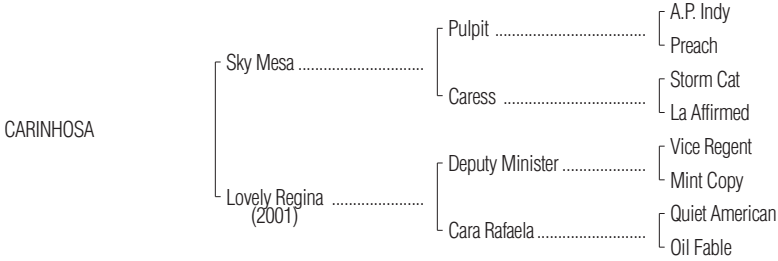 A.P. Indy
Pulpit ......................................
Preach
Sky Mesa ...............................
Storm Cat
Caress ....................................
La Affirmed
CARINHOSA
Vice Regent
Deputy Minister .....................
Mint Copy
Lovely Regina .......................
(2001)
Quiet American
Cara Rafaela ...........................
Oil Fable